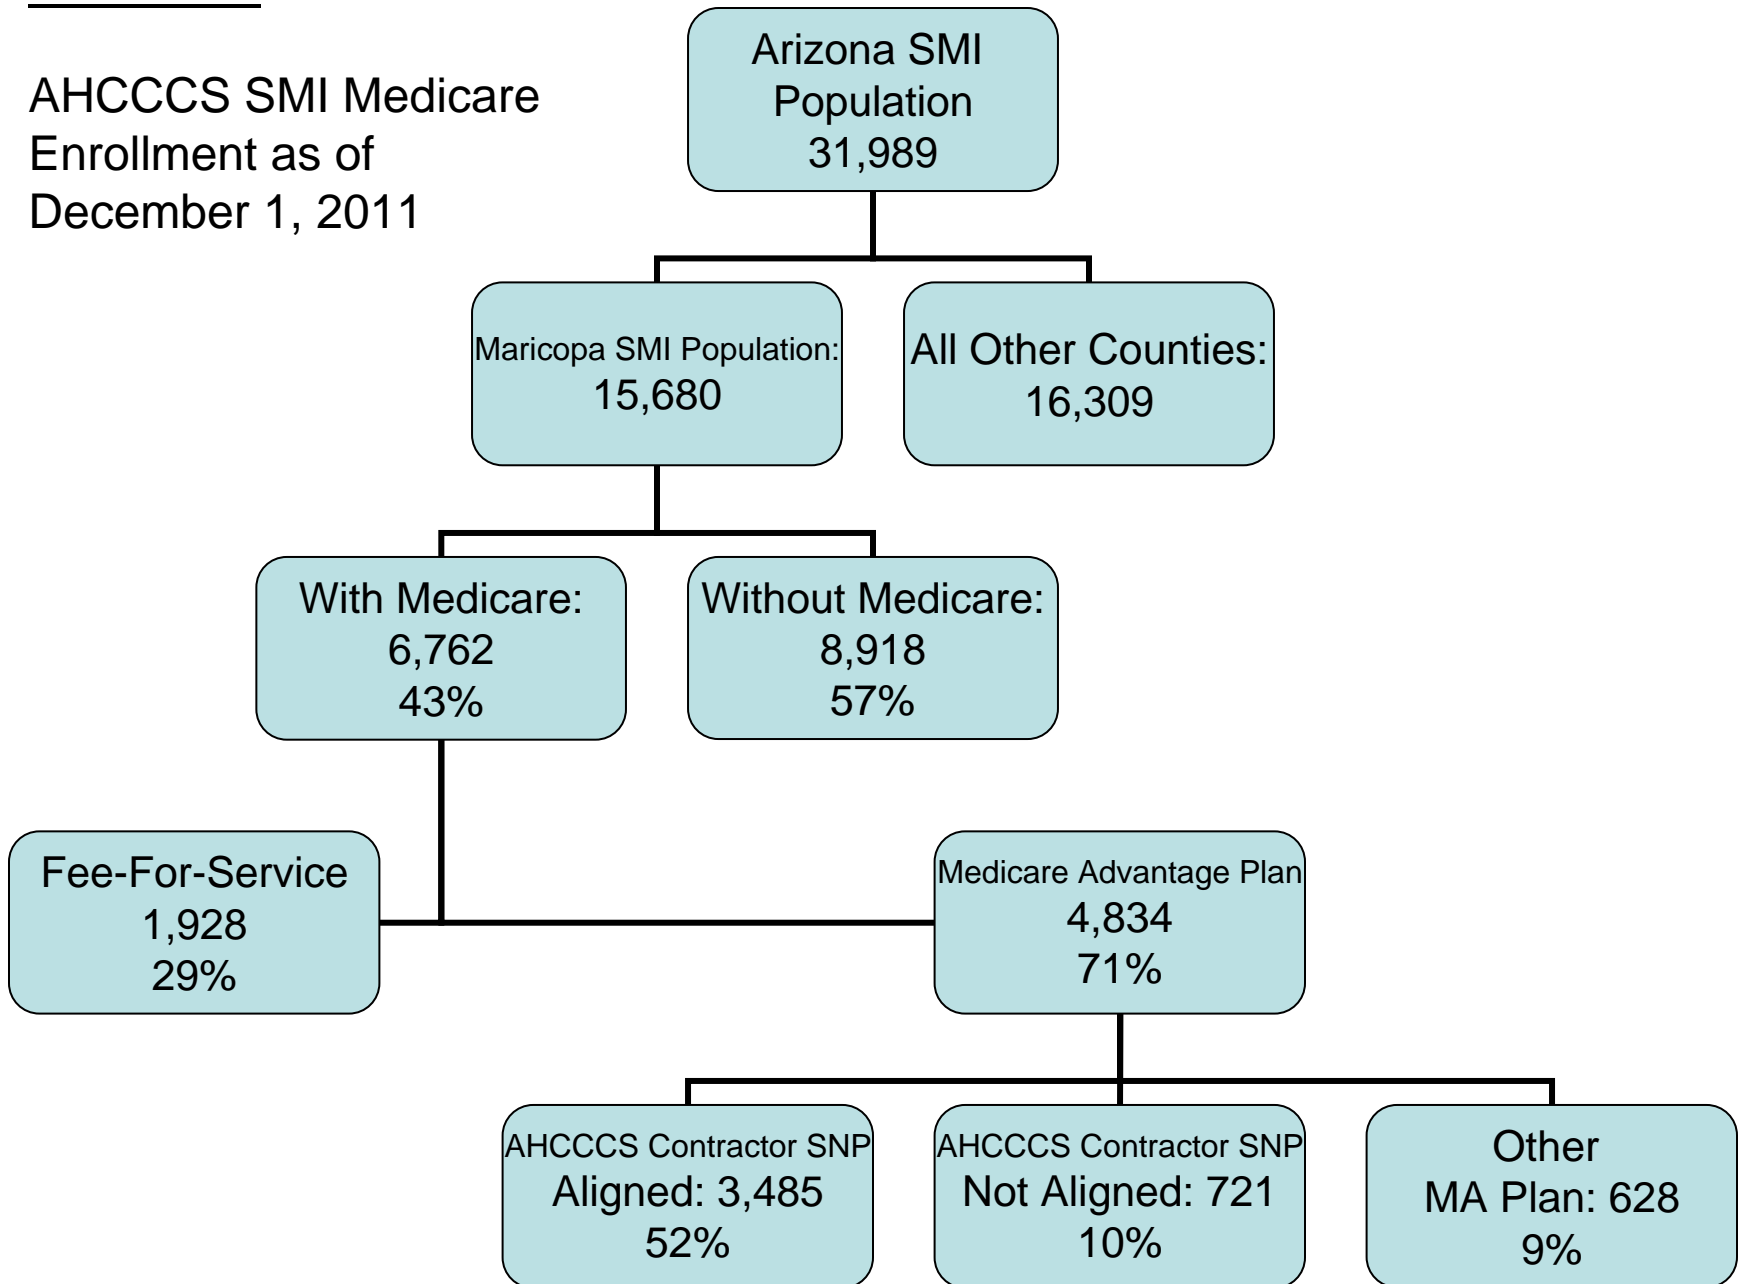 AHCCCS SMI Medicare
Enrollment as of
December 1, 2011
Arizona SMI
Population
31,989
Maricopa SMI Population:
15,680
All Other Counties:
16,309
With Medicare:
6,762
43%
Without Medicare:
8,918
57%
Fee-For-Service
1,928
29%
Medicare Advantage Plan
4,834
71%
AHCCCS Contractor SNP
Aligned: 3,485
52%
AHCCCS Contractor SNP
Not Aligned: 721
10%
Other
MA Plan: 628
9%